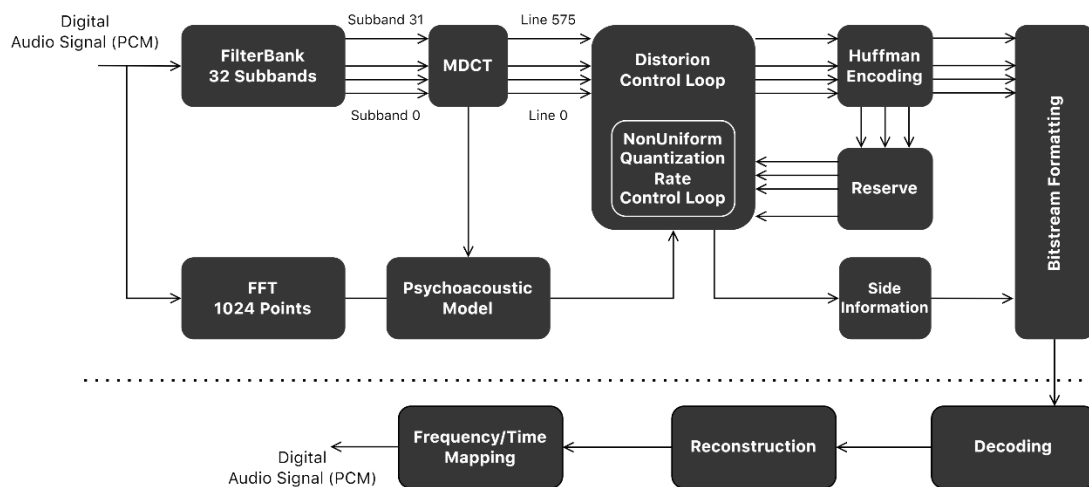 Digital
Audio Signal (PCM)
FilterBank
32 Subbands
Subband 31
Subband 0
MDCT
Line 575
Line 0
Distorion
Control Loop
NonUniform
Quantization
Rate
Control Loop
Huffman
Encoding
Reserve
Bitstream Formatting
FFT
1024 Points
Psychoacoustic
Model
Side
Information
Digital
Audio Signal (PCM)
Frequency/Time
Mapping
Reconstruction
Decoding